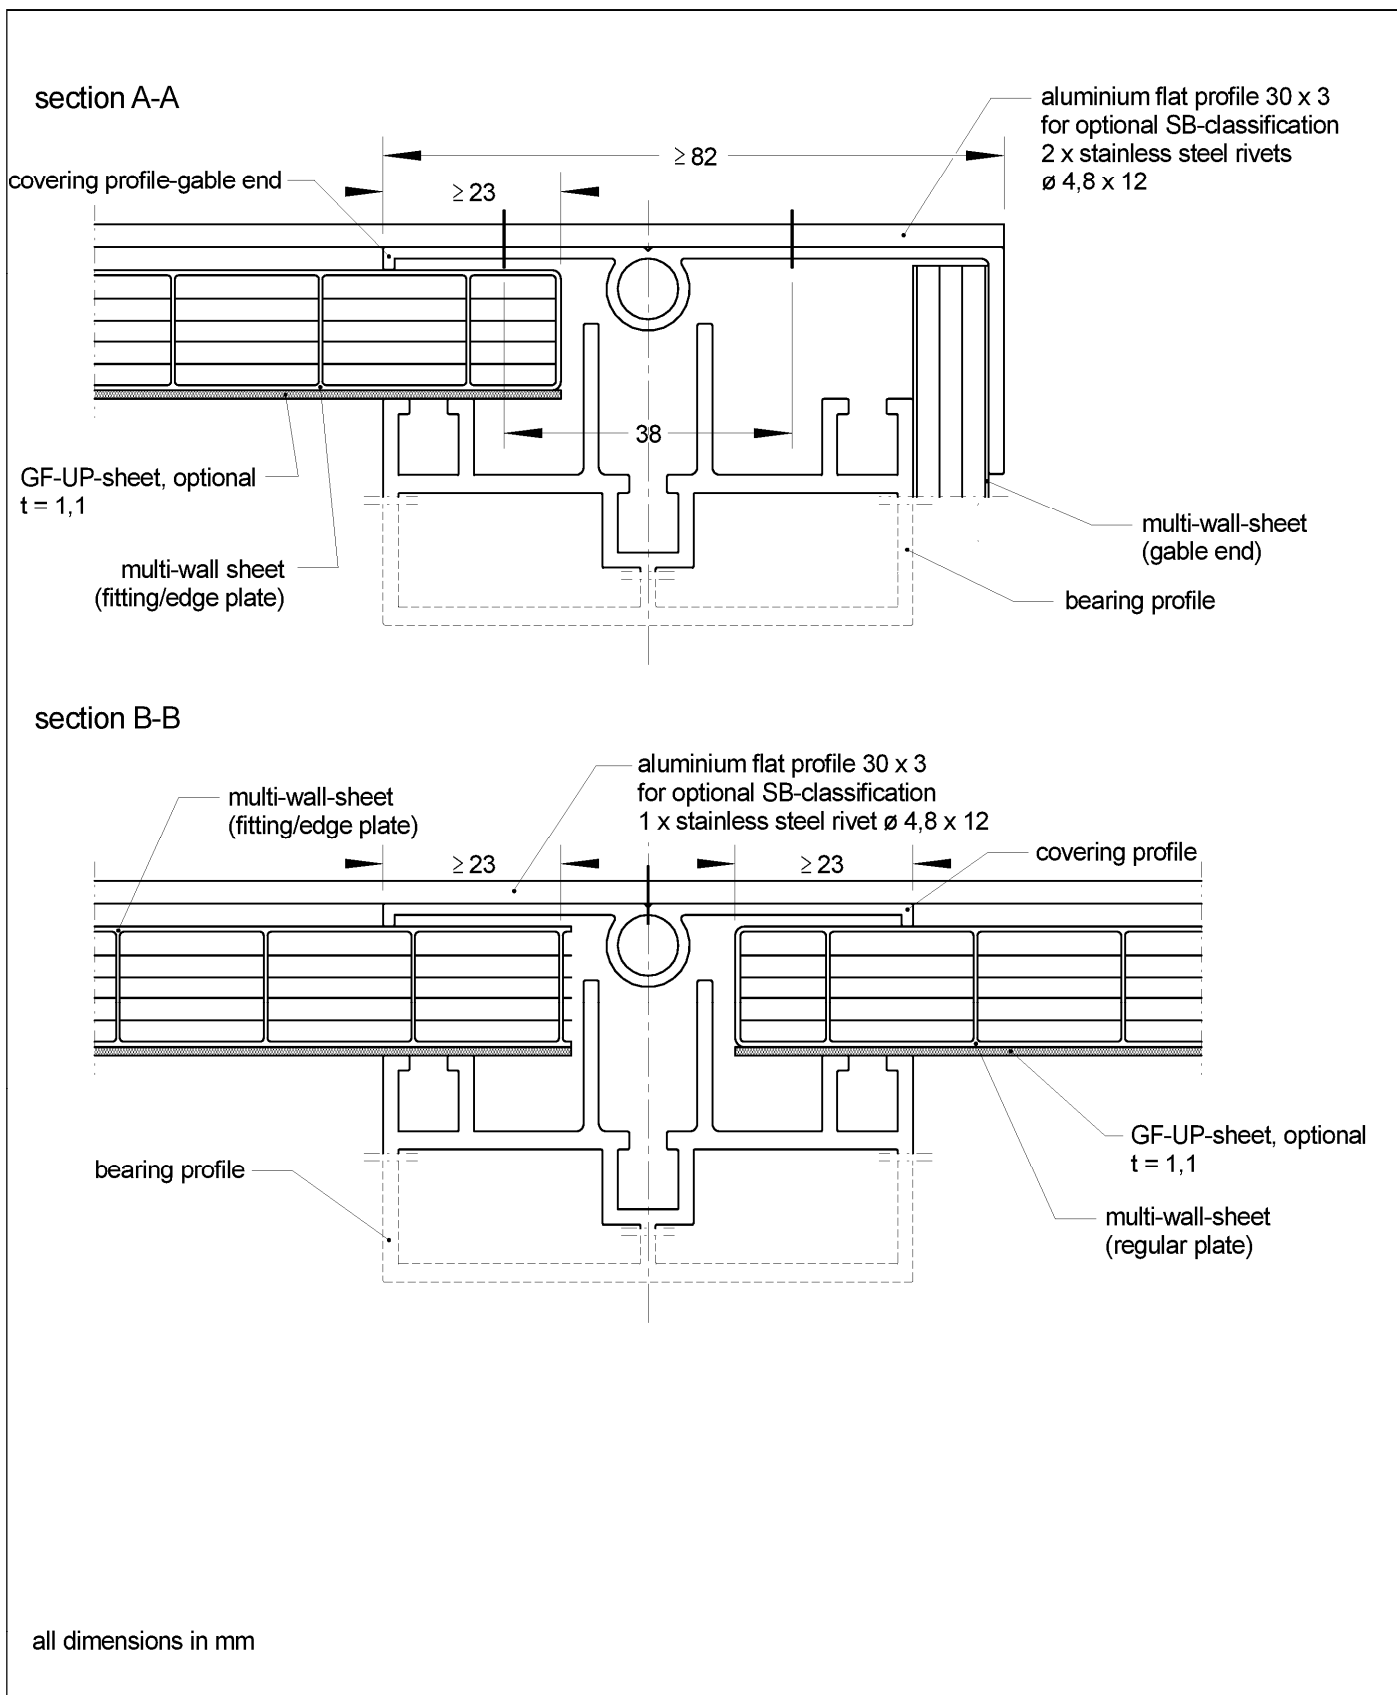 section A-A
aluminium flat profile 30 x 3
for optional SB-classification
2 x stainless steel rivets
ø 4,8 x 12
≥ 82
covering profile-gable end
≥ 23
38
GF-UP-sheet, optional
t = 1,1
multi-wall sheet
(fitting/edge plate)
multi-wall-sheet
(gable end)
bearing profile
section B-B
aluminium flat profile 30 x 3
for optional SB-classification
1 x stainless steel rivet ø 4,8 x 12
multi-wall-sheet
(fitting/edge plate)
≥ 23
≥ 23
covering profile
GF-UP-sheet, optional
t = 1,1
bearing profile
multi-wall-sheet
(regular plate)
all dimensions in mm